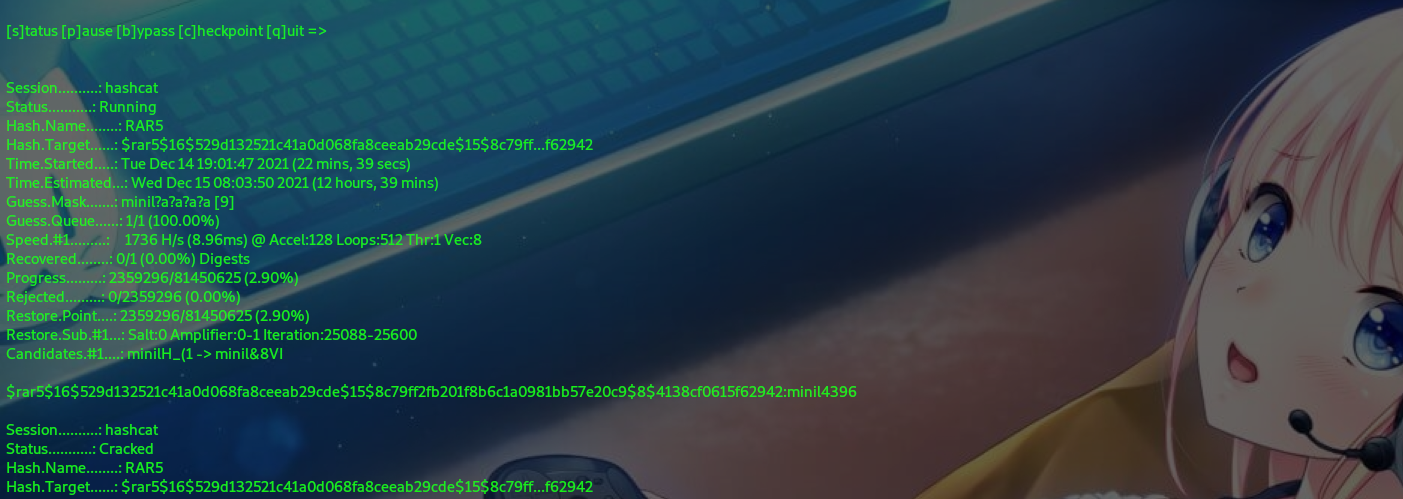 [s]tatus [p]ause [b]ypass [c]heckpoint [q]uit =>
Session..........: hashcat
Status...........: Running
Hash.Name........: RAR5
Hash.Target......: $rar5$16$529d132521c41a0d068fa8ceeab29cde$15$8c79ff...f62942
Time.Started.....: Tue Dec 14 19:01:47 2021 (22 mins, 39 secs)
Time.Estimated...: Wed Dec 15 08:03:50 2021 (12 hours, 39 mins)
Guess.Mask.......: minil?a?a?a?a [9]
Guess.Queue......: 1/1 (100.00%)
Speed.#1.........:    1736 H/s (8.96ms) @ Accel:128 Loops:512 Thr:1 Vec:8
Recovered........: 0/1 (0.00%) Digests
Progress.........: 2359296/81450625 (2.90%)
Rejected.........: 0/2359296 (0.00%)
Restore.Point....: 2359296/81450625 (2.90%)
Restore.Sub.#1...: Salt:0 Amplifier:0-1 Iteration:25088-25600
Candidates.#1....: minilH_(1 -> minil&8VI
$rar5$16$529d132521c41a0d068fa8ceeab29cde$15$8c79ff2fb201f8b6c1a0981bb57e20c9$8$4138cf0615f62942:minil4396
Session..........: hashcat
Status...........: Cracked
Hash.Name........: RAR5
Hash.Target......: $rar5$16$529d132521c41a0d068fa8ceeab29cde$15$8c79ff...f62942